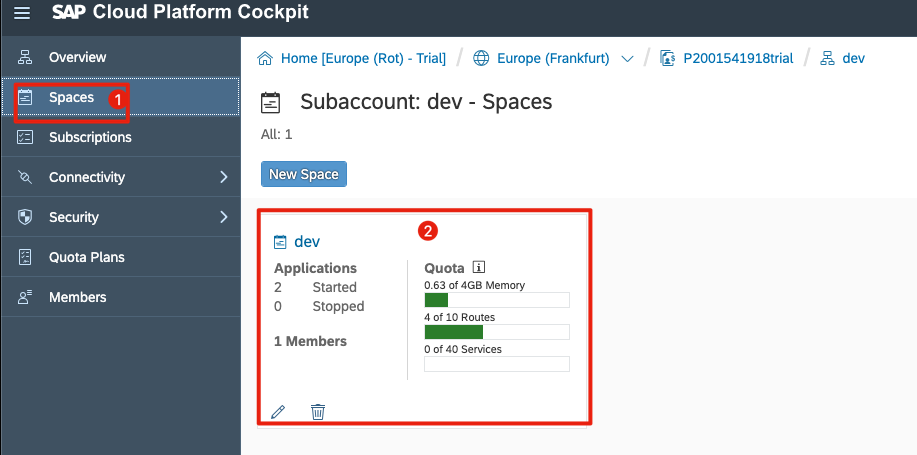 SAP Cloud Platform Cockpit
Overview
Spaces 1
Subscriptions
Connectivity
Security
Quota Plans
Members
Home [Europe (Rot) - Trial] / Europe (Frankfurt) / P2001541918trial / dev
Subaccount: dev - Spaces
All: 1
New Space
2
dev
Applications
2 Started
0 Stopped
1 Members
Quota i
0.63 of 4GB Memory
4 of 10 Routes
0 of 40 Services